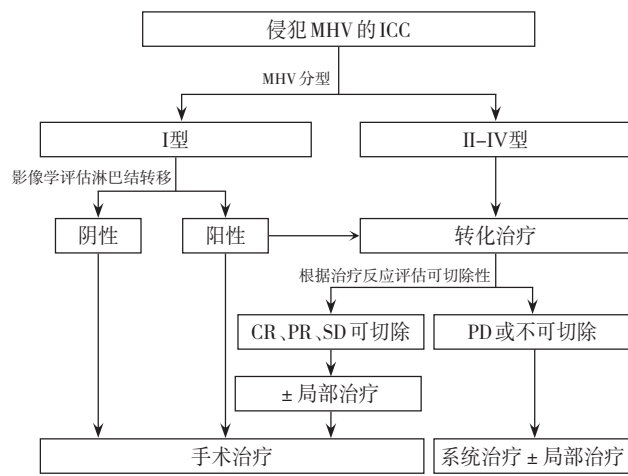 侵犯MHV的ICC
MHV分型
I型
II-IV型
影像学评估淋巴结转移
阴性
阳性
转化治疗
根据治疗反应评估可切除性
CR、PR、SD可切除
PD或不可切除
±局部治疗
手术治疗
系统治疗±局部治疗